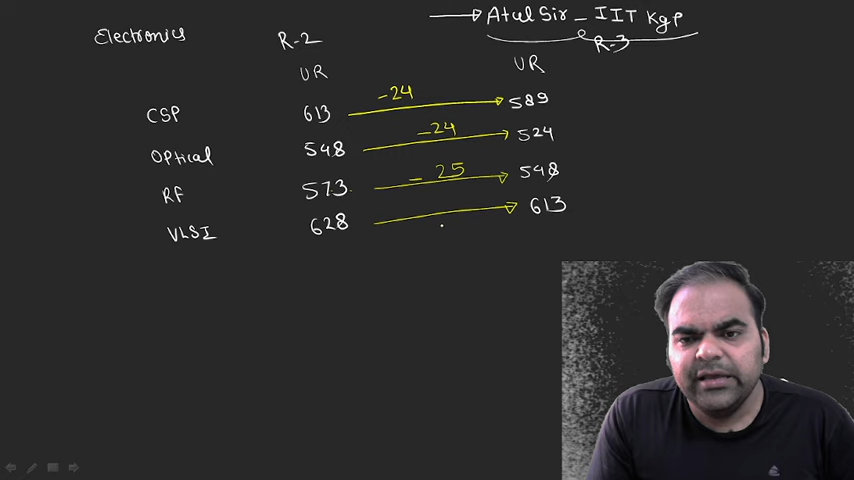 → Atul Sir - IIT Kgp
Electronics R-2 R-3
UR UR
CSP 613 -24 → 589
Optical 548 -24 → 524
RF 573 -25 → 548
VLSI 628 → 613